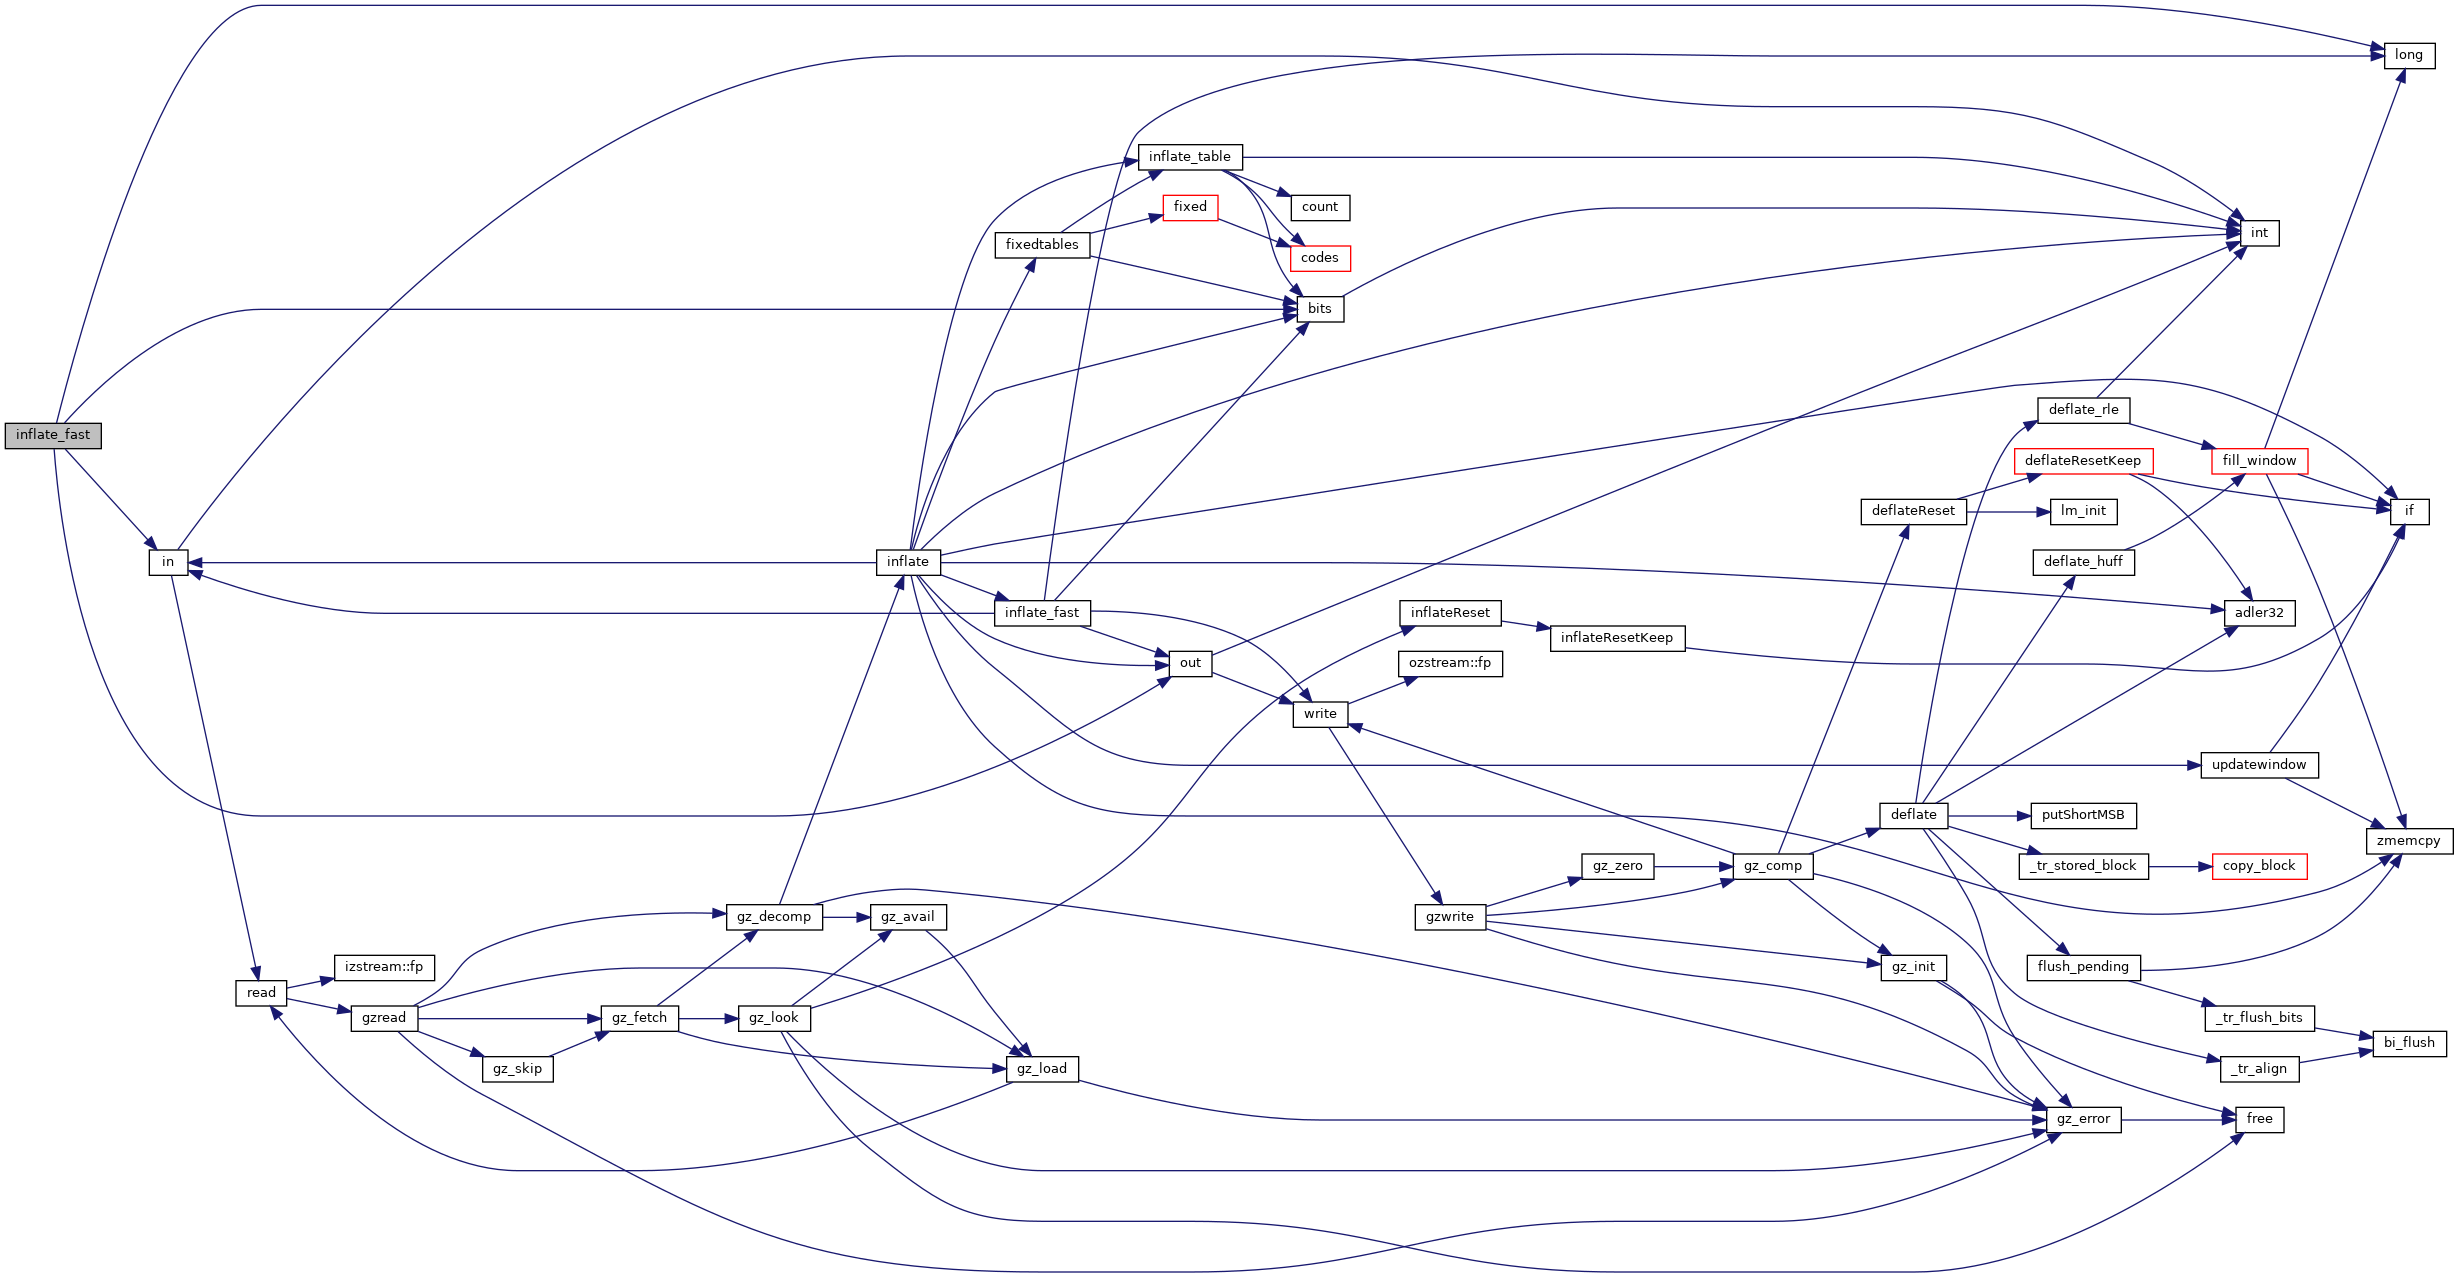 long
inflate_table
fixed
count
fixedtables
int
codes
bits
deflate_rle
inflate_fast
deflateResetKeep
fill_window
deflateReset
lm_init
if
in
inflate
deflate_huff
inflate_fast
inflateReset
adler32
inflateResetKeep
out
ozstream::fp
write
updatewindow
deflate
putShortMSB
zmemcpy
gz_zero
gz_comp
_tr_stored_block
copy_block
gz_decomp
gz_avail
gzwrite
izstream::fp
gz_init
flush_pending
read
gzread
gz_fetch
gz_look
_tr_flush_bits
bi_flush
gz_skip
gz_load
_tr_align
gz_error
free